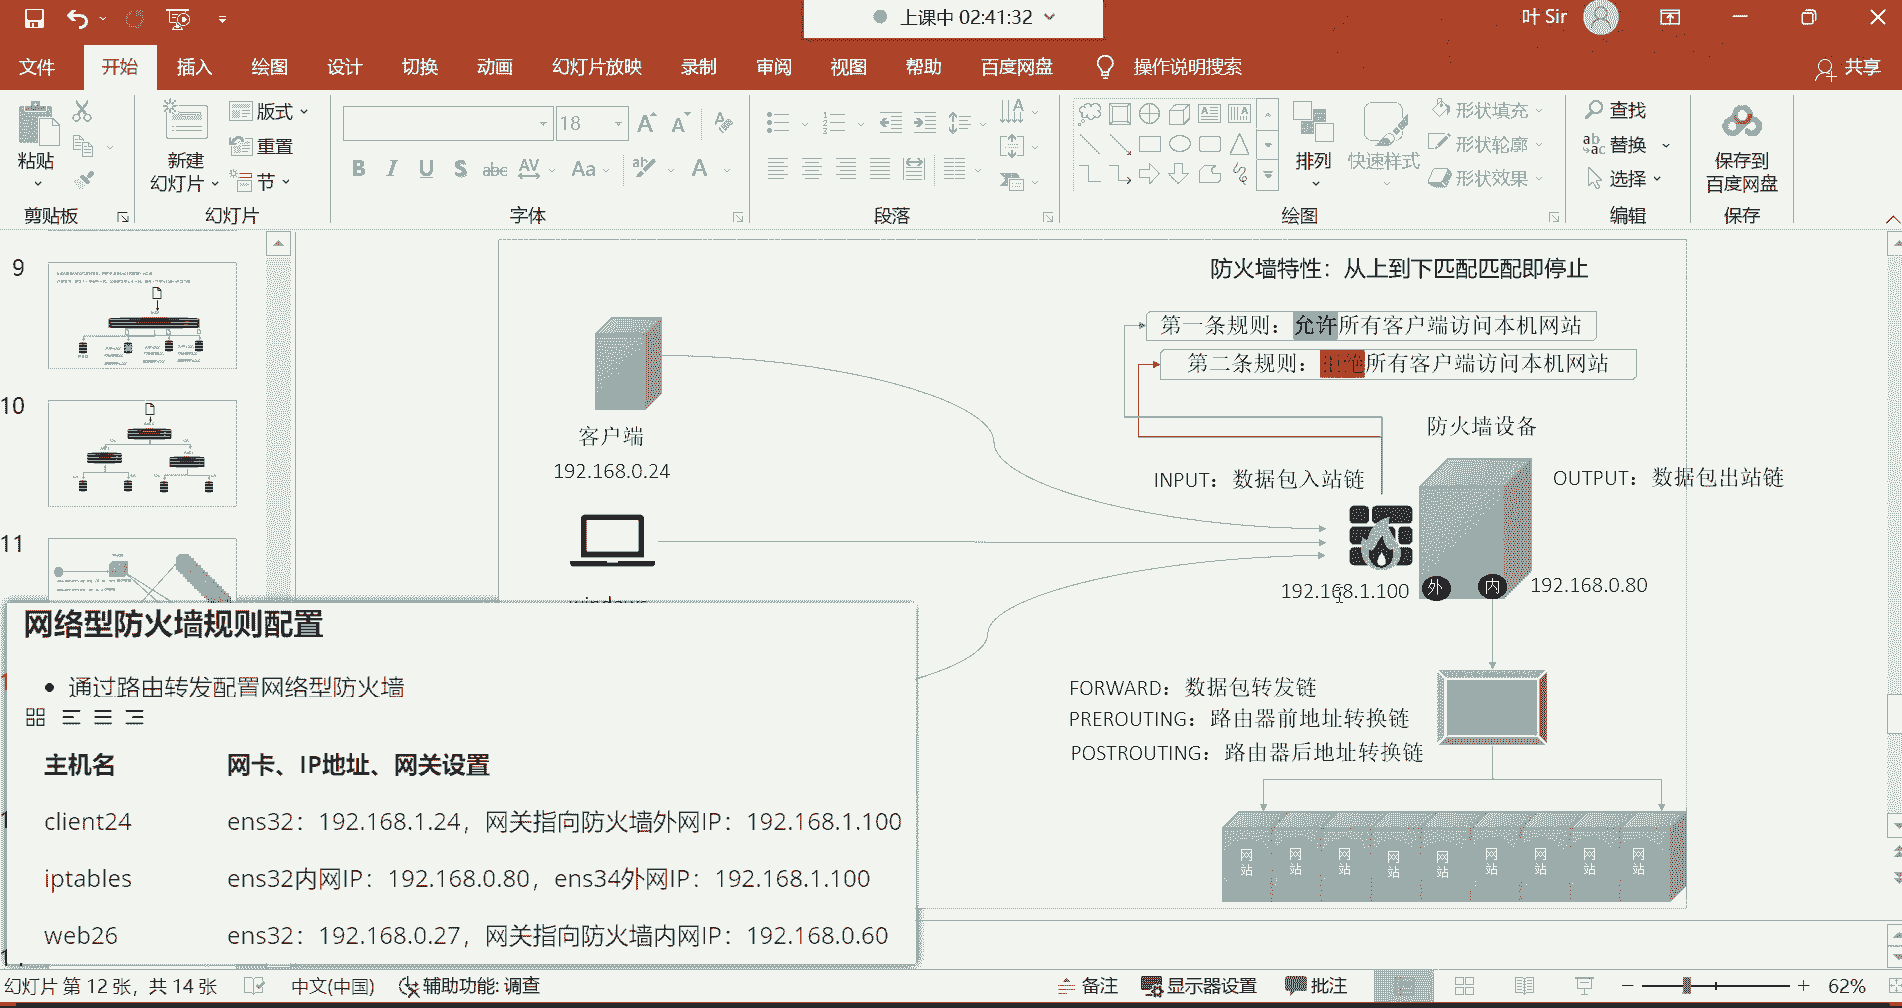 上课中 02:41:32
叶 Sir
文件 开始 插入 绘图 设计 切换 动画 幻灯片放映 录制 审阅 视图 帮助 百度网盘 操作说明搜索 共享
粘贴
剪贴板
新建
幻灯片
版式
重置
节
幻灯片
18
字体
段落
排列
快速样式
形状填充
形状轮廓
形状效果
绘图
查找
替换
选择
编辑
保存到
百度网盘
保存
9
10
11
防火墙特性：从上到下匹配匹配即停止
第一条规则：允许所有客户端访问本机网站
第二条规则：拒绝所有客户端访问本机网站
客户端
192.168.0.24
防火墙设备
INPUT：数据包入站链
OUTPUT：数据包出站链
192.168.1.100
外
内
192.168.0.80
FORWARD：数据包转发链
PREROUTING：路由器前地址转换链
POSTROUTING：路由器后地址转换链
网站 网站 网站 网站 网站 网站 网站 网站 网站
网络型防火墙规则配置
• 通过路由转发配置网络型防火墙
主机名 网卡、IP地址、网关设置
client24 ens32：192.168.1.24，网关指向防火墙外网IP：192.168.1.100
iptables ens32内网IP：192.168.0.80，ens34外网IP：192.168.1.100
web26 ens32：192.168.0.27，网关指向防火墙内网IP：192.168.0.60
幻灯片 第 12 张，共 14 张 中文(中国) 辅助功能: 调查 备注 显示器设置 批注 62%